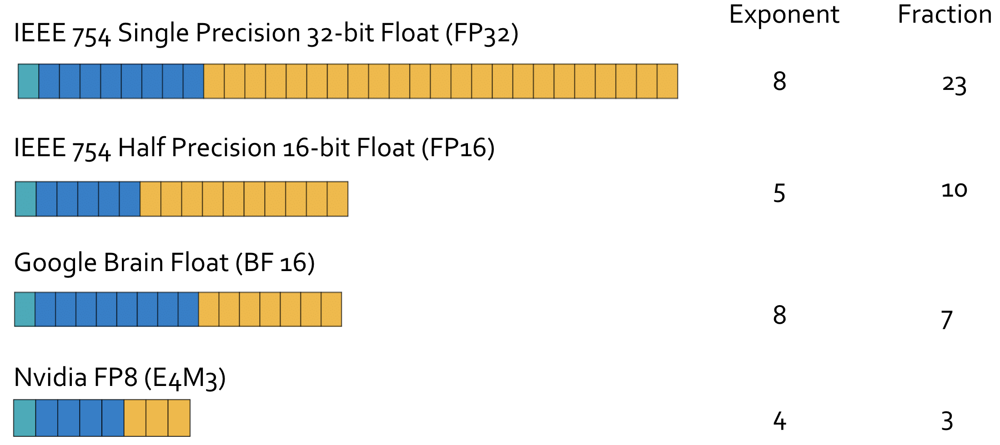 Exponent Fraction
IEEE 754 Single Precision 32-bit Float (FP32)
8 23
IEEE 754 Half Precision 16-bit Float (FP16)
5 10
Google Brain Float (BF 16)
8 7
Nvidia FP8 (E4M3)
4 3